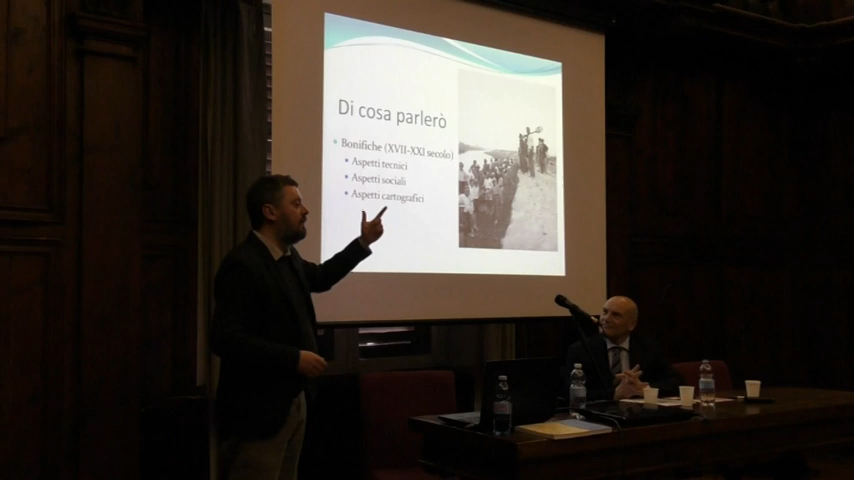 Di cosa parlerò
Bonifiche (XVII-XXI secolo)
Aspetti tecnici
Aspetti sociali
Aspetti cartografici